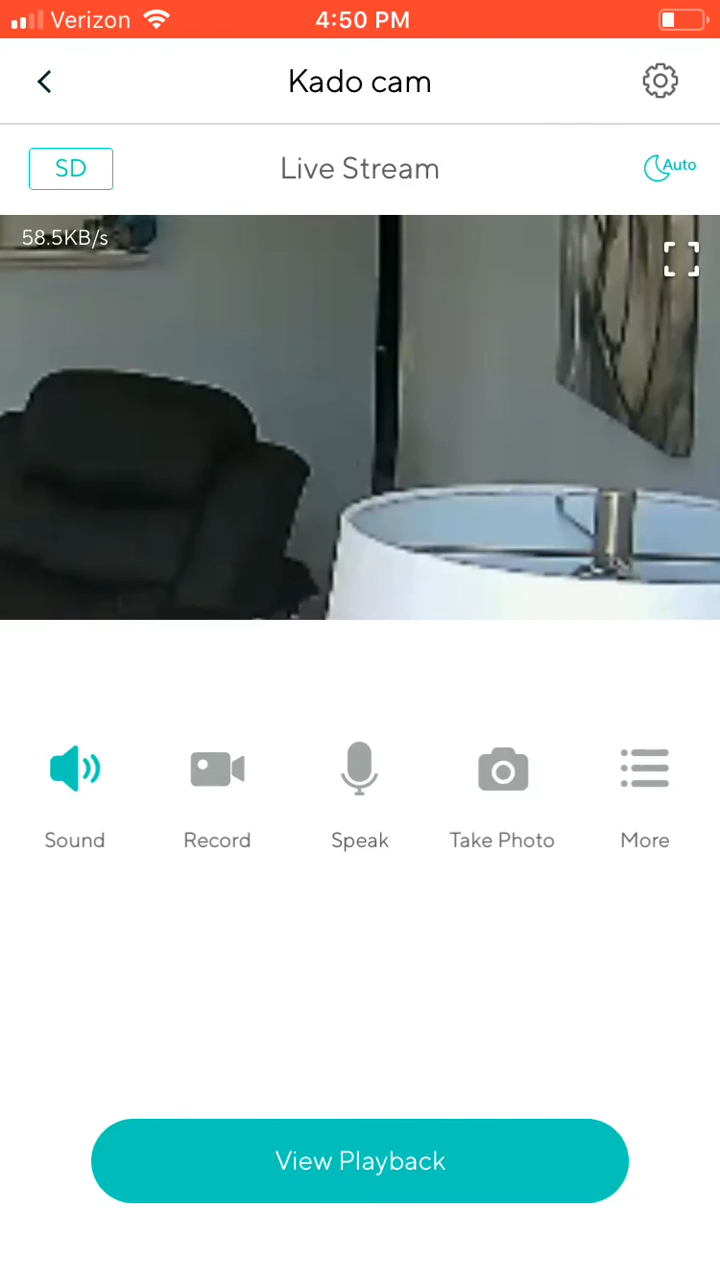 Verizon 4:50 PM
Kado cam
SD Live Stream Auto
58.5KB/s
Sound Record Speak Take Photo More
View Playback